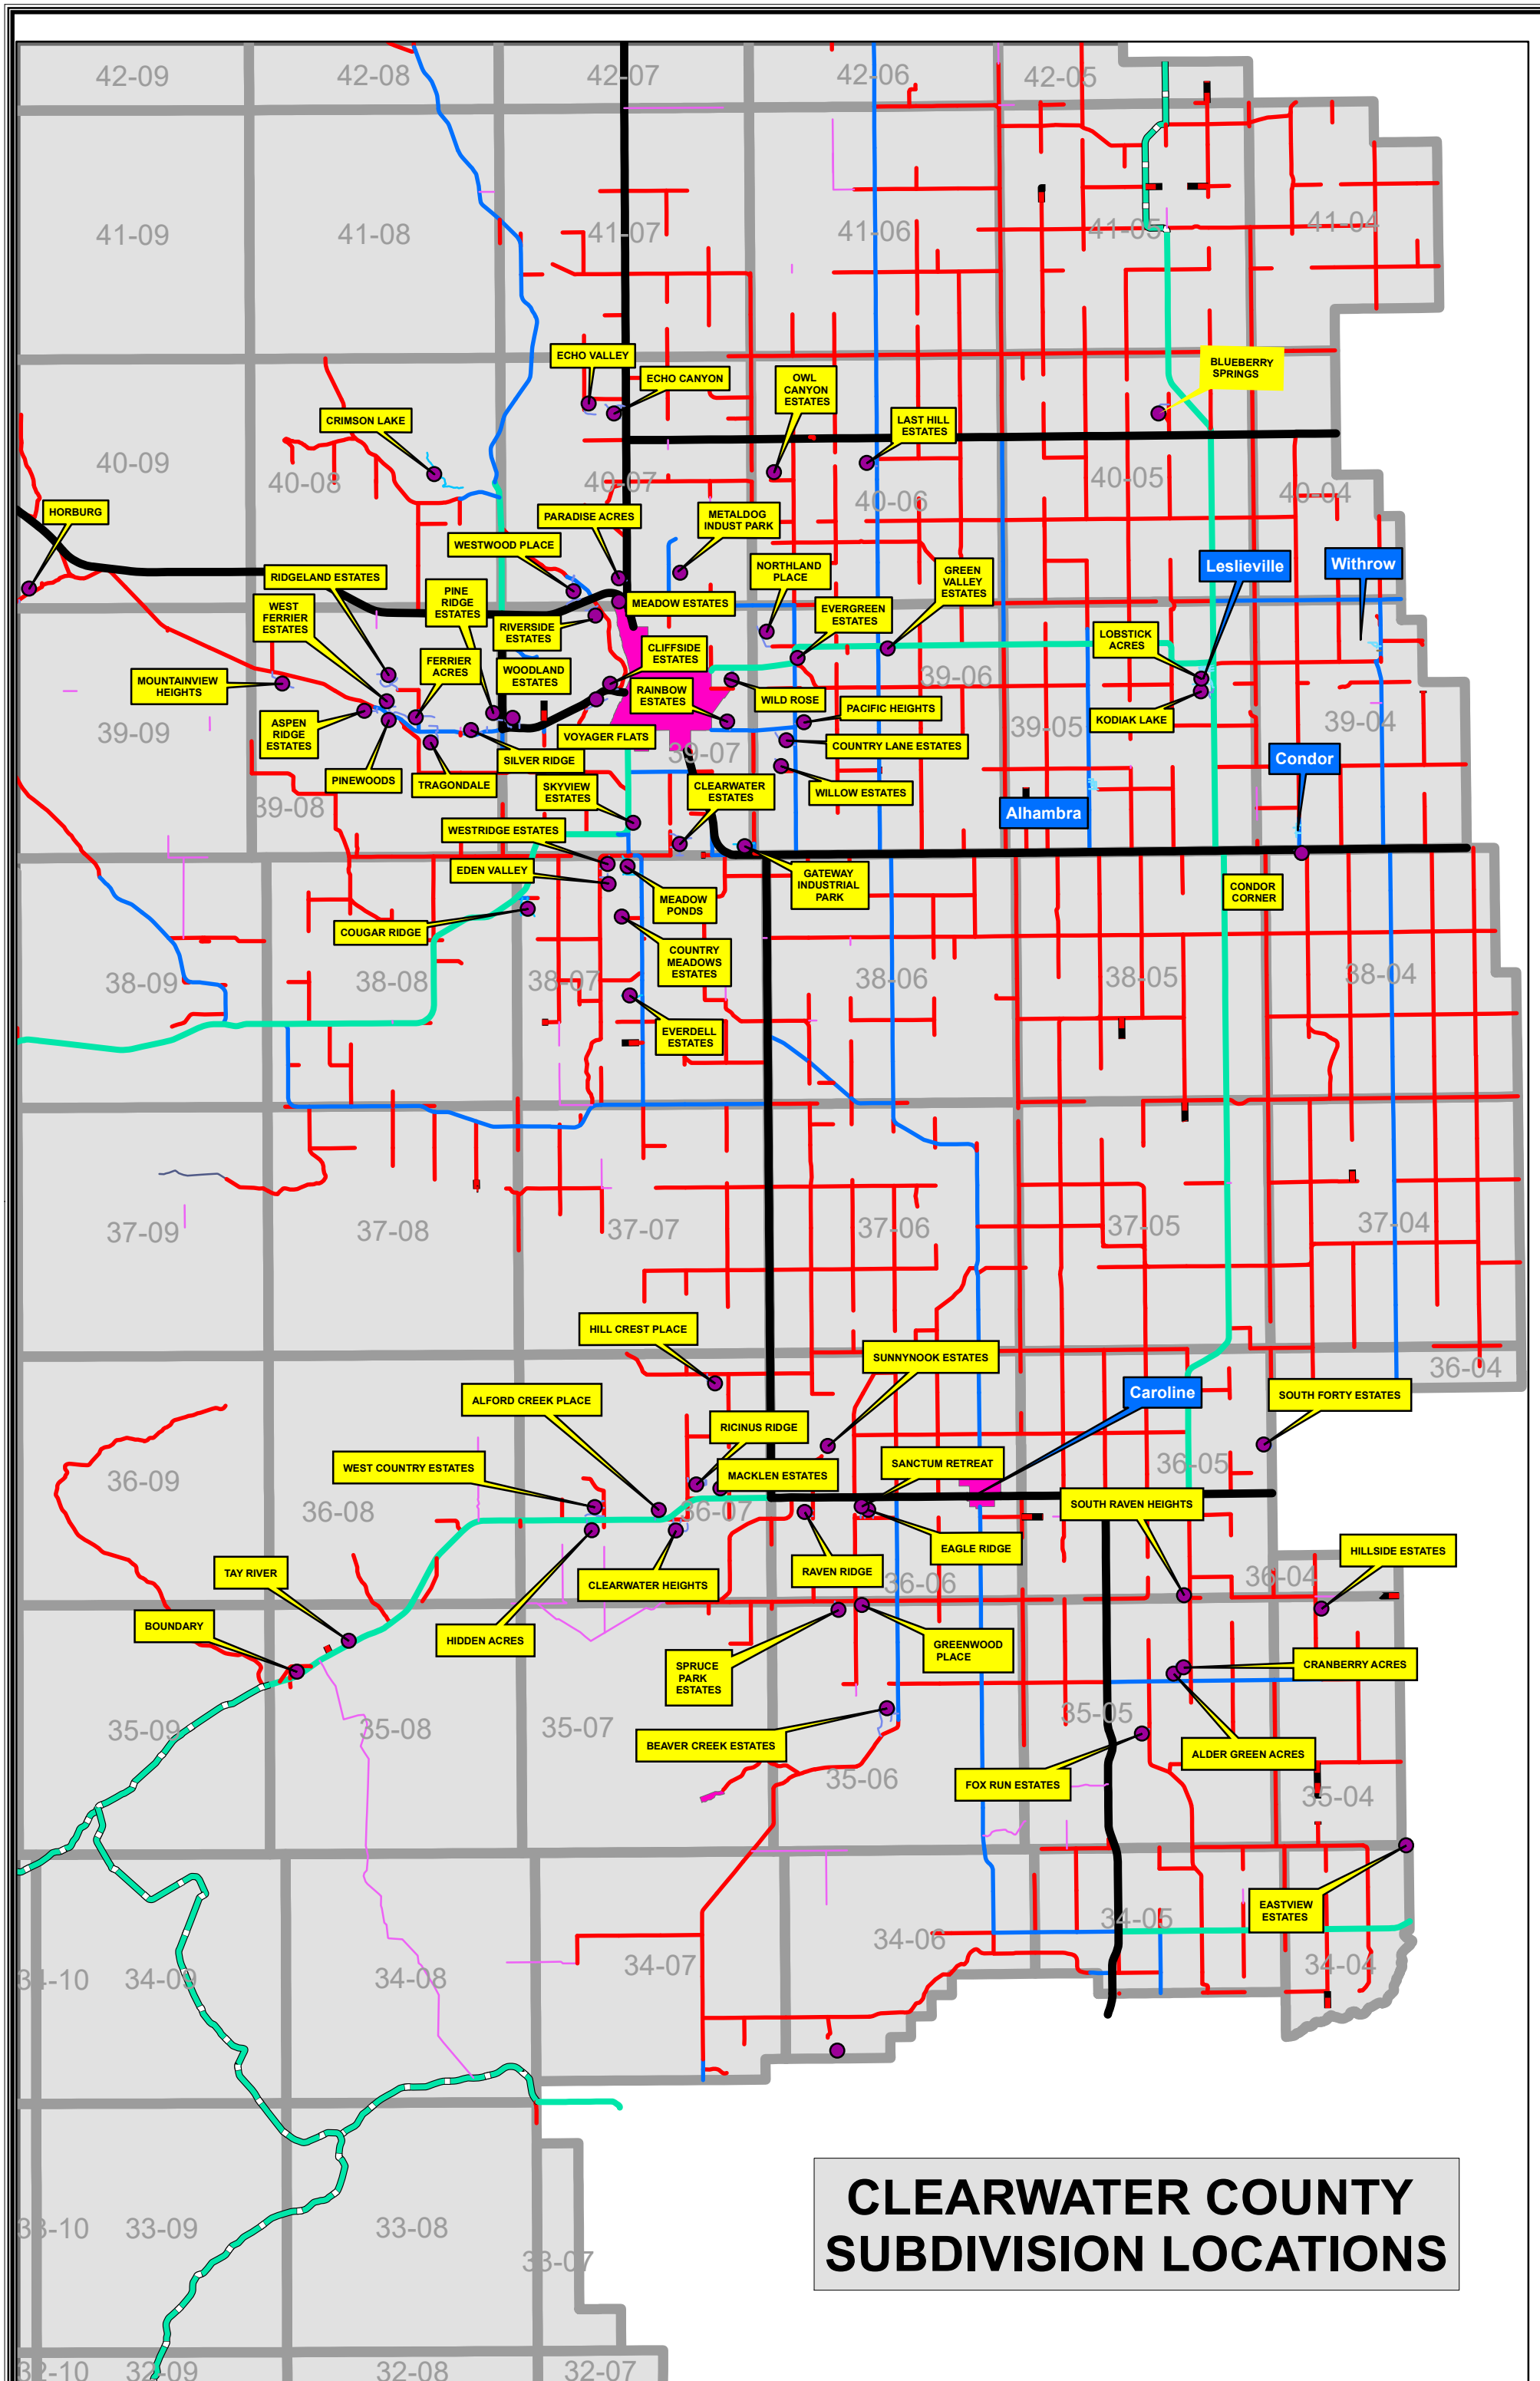 42-09
42-08
42-07
42-06
42-05
41-09
41-08
41-07
41-06
41-05
41-04
ECHO VALLEY
ECHO CANYON
OWL
CANYON
ESTATES
BLUEBERRY
SPRINGS
CRIMSON LAKE
LAST HILL
ESTATES
40-09
40-08
40-07
40-06
40-05
40-04
HORBURG
PARADISE ACRES
METALDOG
INDUST PARK
WESTWOOD PLACE
NORTHLAND
PLACE
GREEN
VALLEY
ESTATES
Leslieville
Withrow
RIDGELAND ESTATES
PINE
RIDGE
ESTATES
WEST
FERRIER
ESTATES
RIVERSIDE
ESTATES
MEADOW ESTATES
EVERGREEN
ESTATES
LOBSTICK
ACRES
CLIFFSIDE
ESTATES
FERRIER
ACRES
WOODLAND
ESTATES
MOUNTAINVIEW
HEIGHTS
RAINBOW
ESTATES
WILD ROSE
PACIFIC HEIGHTS
KODIAK LAKE
39-06
39-05
39-04
39-09
ASPEN
RIDGE
ESTATES
VOYAGER FLATS
39-07
COUNTRY LANE ESTATES
SILVER RIDGE
Condor
PINEWOODS
TRAGONDALE
SKYVIEW
ESTATES
CLEARWATER
ESTATES
WILLOW ESTATES
39-08
Alhambra
WESTRIDGE ESTATES
EDEN VALLEY
MEADOW
PONDS
GATEWAY
INDUSTRIAL
PARK
CONDOR
CORNER
COUGAR RIDGE
COUNTRY
MEADOWS
ESTATES
38-09
38-08
38-07
38-06
38-05
38-04
EVERDELL
ESTATES
37-09
37-08
37-07
37-06
37-05
37-04
HILL CREST PLACE
SUNNYNOOK ESTATES
36-04
Caroline
SOUTH FORTY ESTATES
ALFORD CREEK PLACE
RICINUS RIDGE
WEST COUNTRY ESTATES
MACKLEN ESTATES
SANCTUM RETREAT
36-09
36-08
36-07
36-05
SOUTH RAVEN HEIGHTS
EAGLE RIDGE
HILLSIDE ESTATES
TAY RIVER
CLEARWATER HEIGHTS
RAVEN RIDGE
36-06
36-04
BOUNDARY
HIDDEN ACRES
SPRUCE
PARK
ESTATES
GREENWOOD
PLACE
CRANBERRY ACRES
35-09
35-08
35-07
35-06
35-05
35-04
BEAVER CREEK ESTATES
ALDER GREEN ACRES
FOX RUN ESTATES
EASTVIEW
ESTATES
34-10
34-09
34-08
34-07
34-06
34-05
34-04
CLEARWATER COUNTY
SUBDIVISION LOCATIONS
33-10
33-09
33-08
33-07
32-10
32-09
32-08
32-07